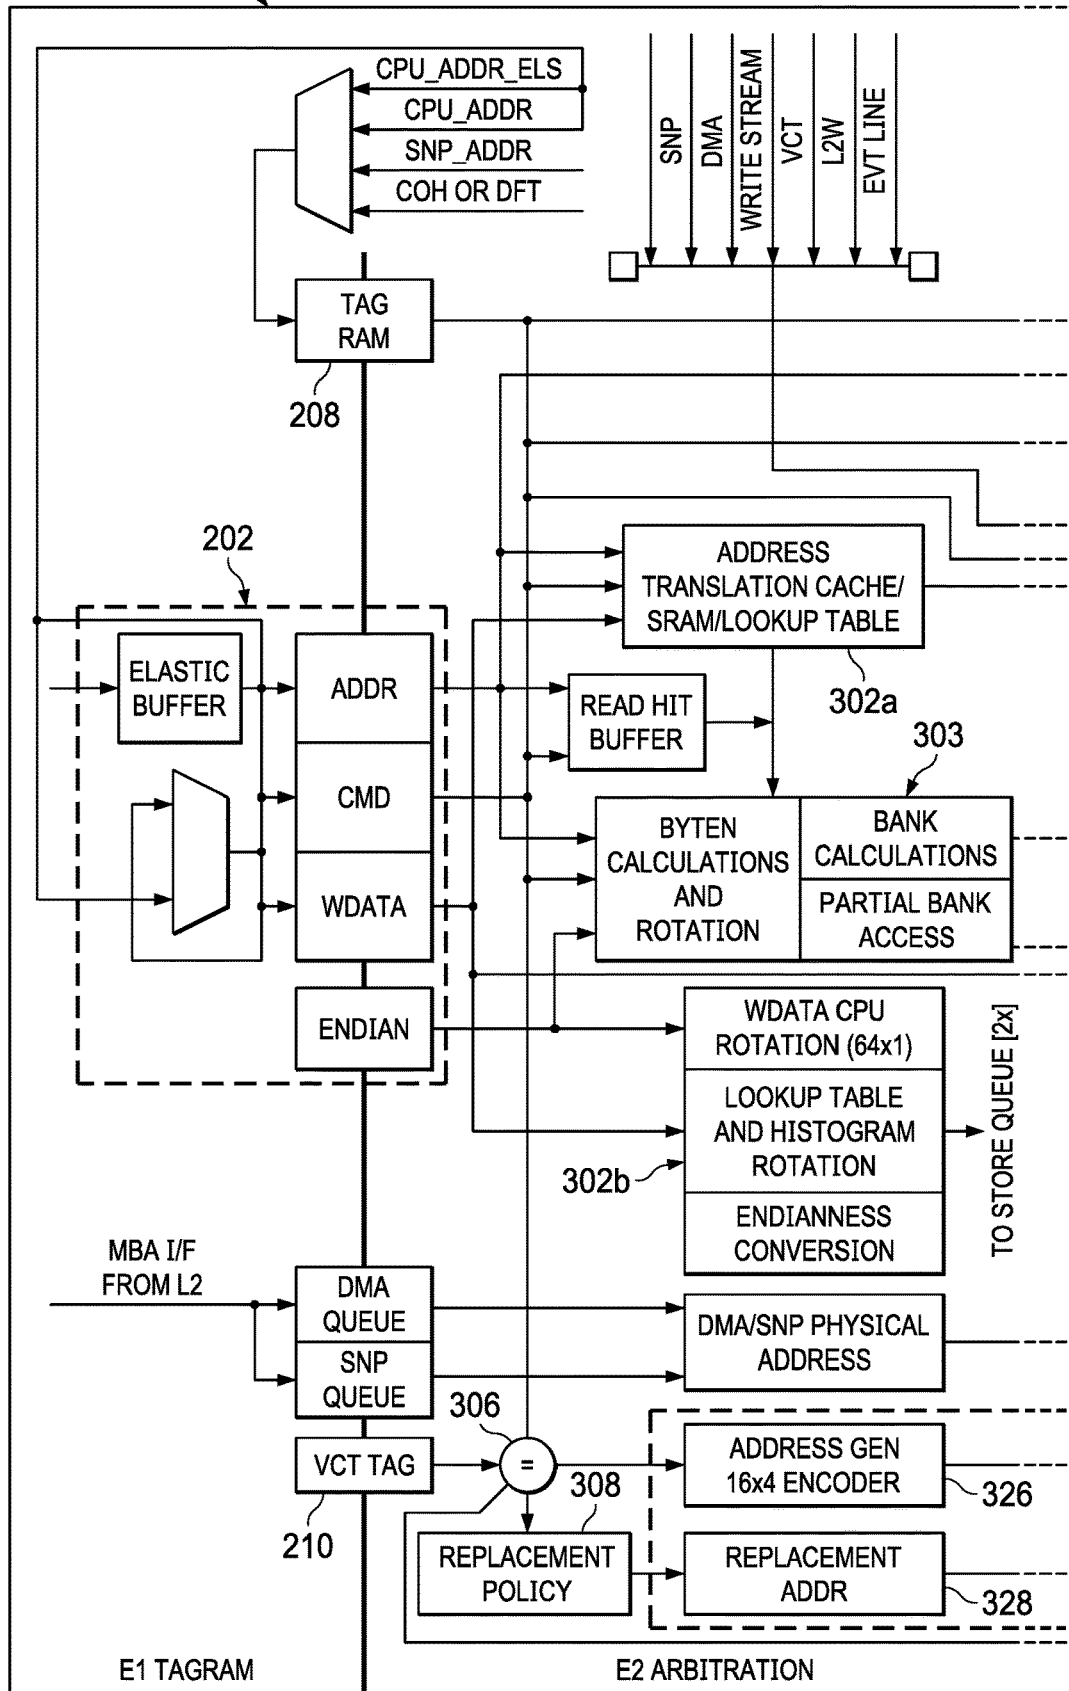 CPU_ADDR_ELS
CPU_ADDR
SNP_ADDR
COH OR DFT
SNP
DMA
WRITE STREAM
VCT
L2W
EVT LINE
TAG
RAM
208
202
ADDRESS
TRANSLATION CACHE/
SRAM/LOOKUP TABLE
302a
ELASTIC
BUFFER
ADDR
READ HIT
BUFFER
303
CMD
BYTEN
CALCULATIONS
AND
ROTATION
BANK
CALCULATIONS
WDATA
PARTIAL BANK
ACCESS
ENDIAN
WDATA CPU
ROTATION (64x1)
LOOKUP TABLE
AND HISTOGRAM
ROTATION
302b
ENDIANNESS
CONVERSION
TO STORE QUEUE [2x]
MBA I/F
FROM L2
DMA
QUEUE
SNP
QUEUE
DMA/SNP PHYSICAL
ADDRESS
306
VCT TAG
=
210
308
ADDRESS GEN
16x4 ENCODER
326
REPLACEMENT
POLICY
REPLACEMENT
ADDR
328
E1 TAGRAM
E2 ARBITRATION